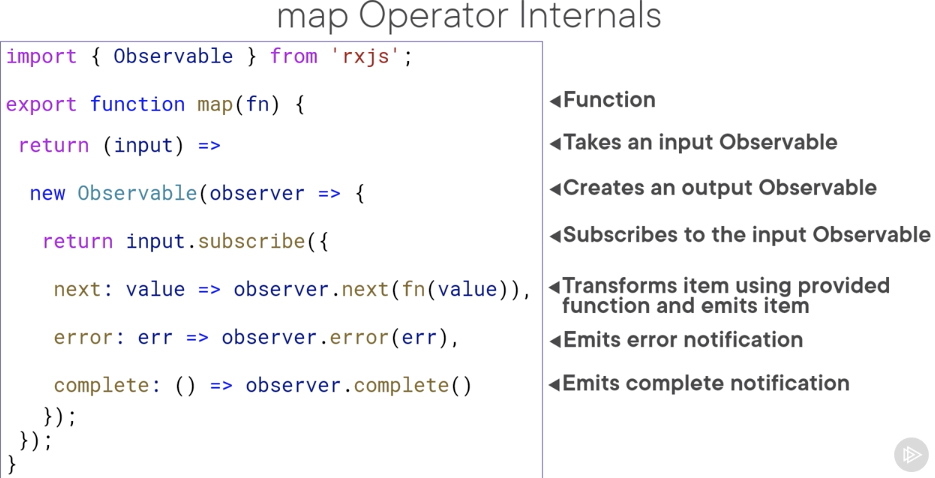 map Operator Internals
import { Observable } from 'rxjs';
export function map(fn) {
◂Function
return (input) =>
◂Takes an input Observable
new Observable(observer => {
◂Creates an output Observable
return input.subscribe({
◂Subscribes to the input Observable
next: value => observer.next(fn(value)),
◂Transforms item using provided
function and emits item
error: err => observer.error(err),
◂Emits error notification
complete: () => observer.complete()
◂Emits complete notification
});
});
}